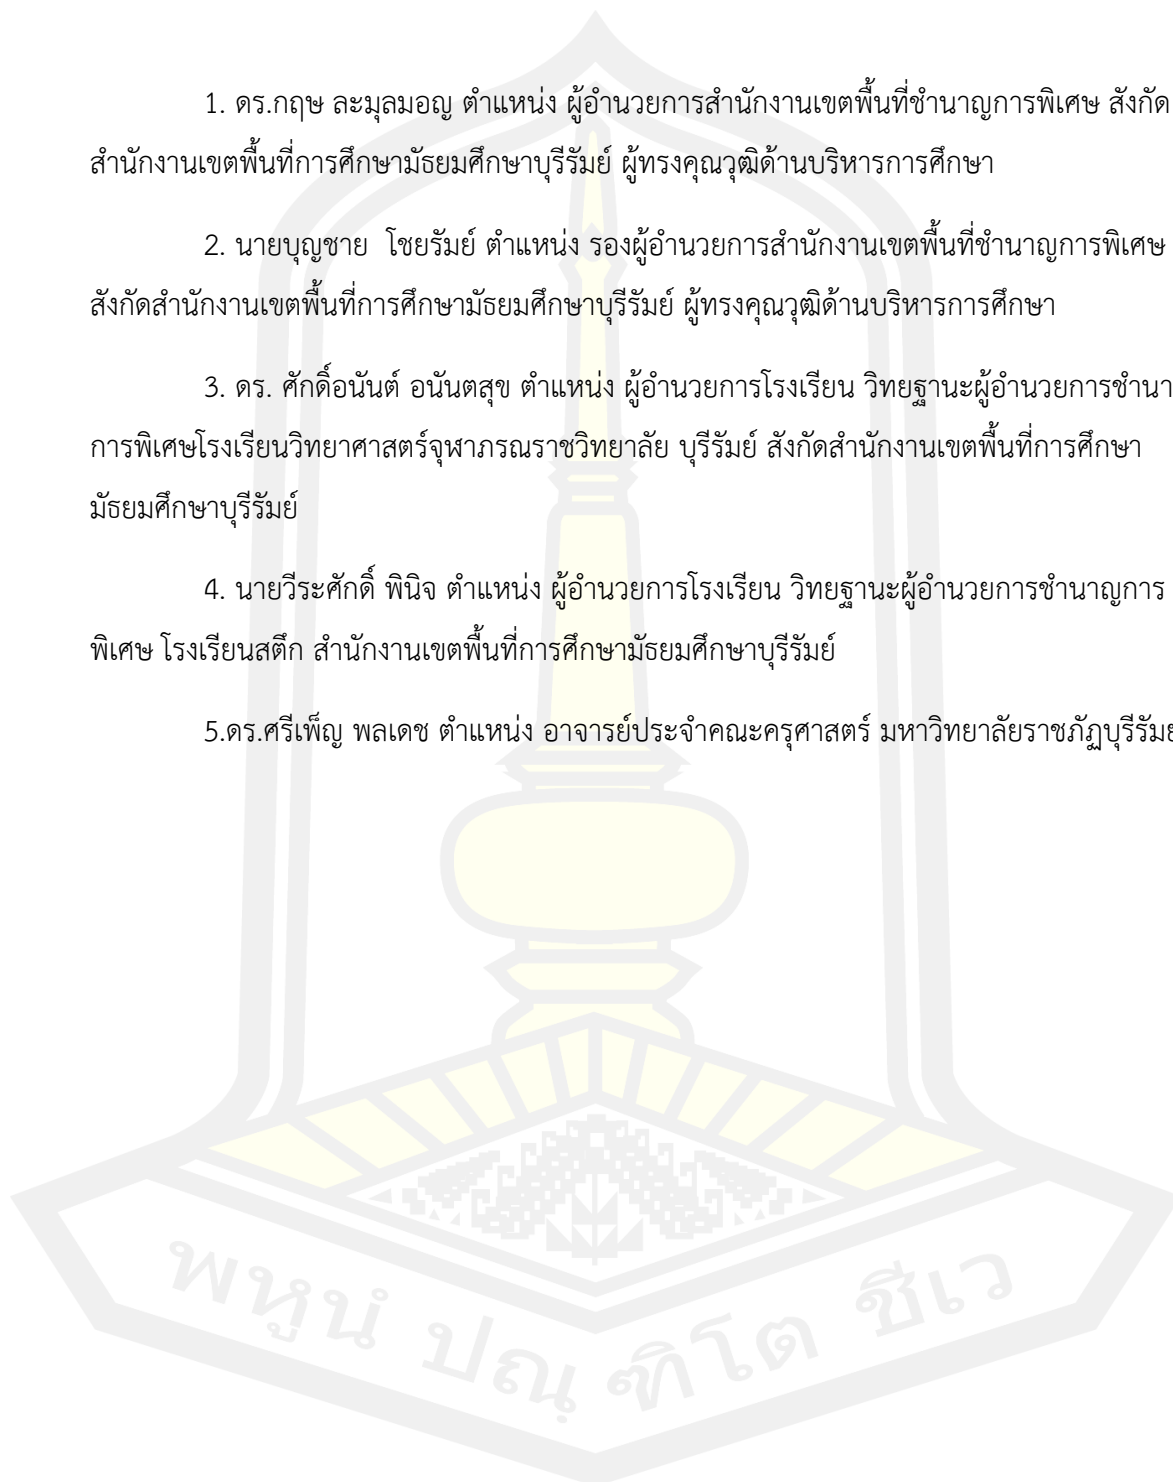 1. ดร.กฤษ ละมุลมอญ ตำแหน่ง ผู้อำนวยการสำนักงานเขตพื้นที่ชำนาญการพิเศษ สังกัด
สำนักงานเขตพื้นที่การศึกษามัธยมศึกษาบุรีรัมย์ ผู้ทรงคุณวุฒิด้านบริหารการศึกษา
2. นายบุญชาย  โชยรัมย์ ตำแหน่ง รองผู้อำนวยการสำนักงานเขตพื้นที่ชำนาญการพิเศษ
สังกัดสำนักงานเขตพื้นที่การศึกษามัธยมศึกษาบุรีรัมย์ ผู้ทรงคุณวุฒิด้านบริหารการศึกษา
3. ดร. ศักดิ์อนันต์ อนันตสุข ตำแหน่ง ผู้อำนวยการโรงเรียน วิทยฐานะผู้อำนวยการชำนา
การพิเศษโรงเรียนวิทยาศาสตร์จุฬาภรณราชวิทยาลัย บุรีรัมย์ สังกัดสำนักงานเขตพื้นที่การศึกษา
มัธยมศึกษาบุรีรัมย์
4. นายวีระศักดิ์ พินิจ ตำแหน่ง ผู้อำนวยการโรงเรียน วิทยฐานะผู้อำนวยการชำนาญการ
พิเศษ โรงเรียนสตึก สำนักงานเขตพื้นที่การศึกษามัธยมศึกษาบุรีรัมย์
5.ดร.ศรีเพ็ญ พลเดช ตำแหน่ง อาจารย์ประจำคณะครุศาสตร์ มหาวิทยาลัยราชภัฏบุรีรัมย
พหูนํ ปณฺฑิโต ชีเว